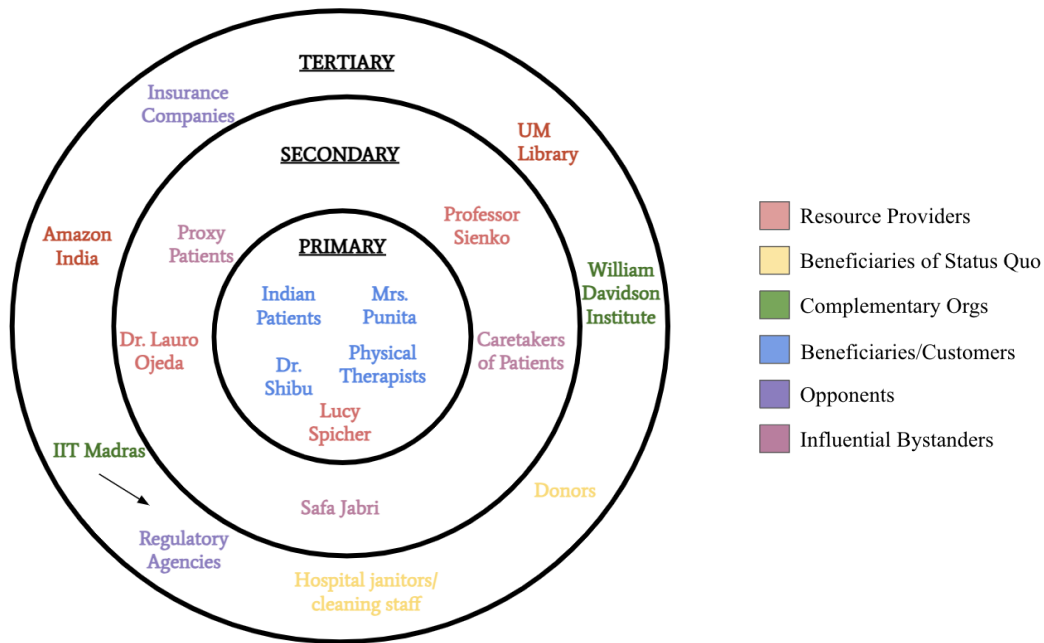 TERTIARY
Insurance
Companies
UM
Library
SECONDARY
Professor
Sienko
Proxy
Patients
Amazon
India
PRIMARY
William
Davidson
Institute
Indian
Patients
Mrs.
Punita
Dr. Lauro
Ojeda
Dr.
Shibu
Physical
Therapists
Caretakers
of Patients
Lucy
Spicher
IIT Madras
Donors
Safa Jabri
Regulatory
Agencies
Hospital janitors/
cleaning staff
Resource Providers
Beneficiaries of Status Quo
Complementary Orgs
Beneficiaries/Customers
Opponents
Influential Bystanders